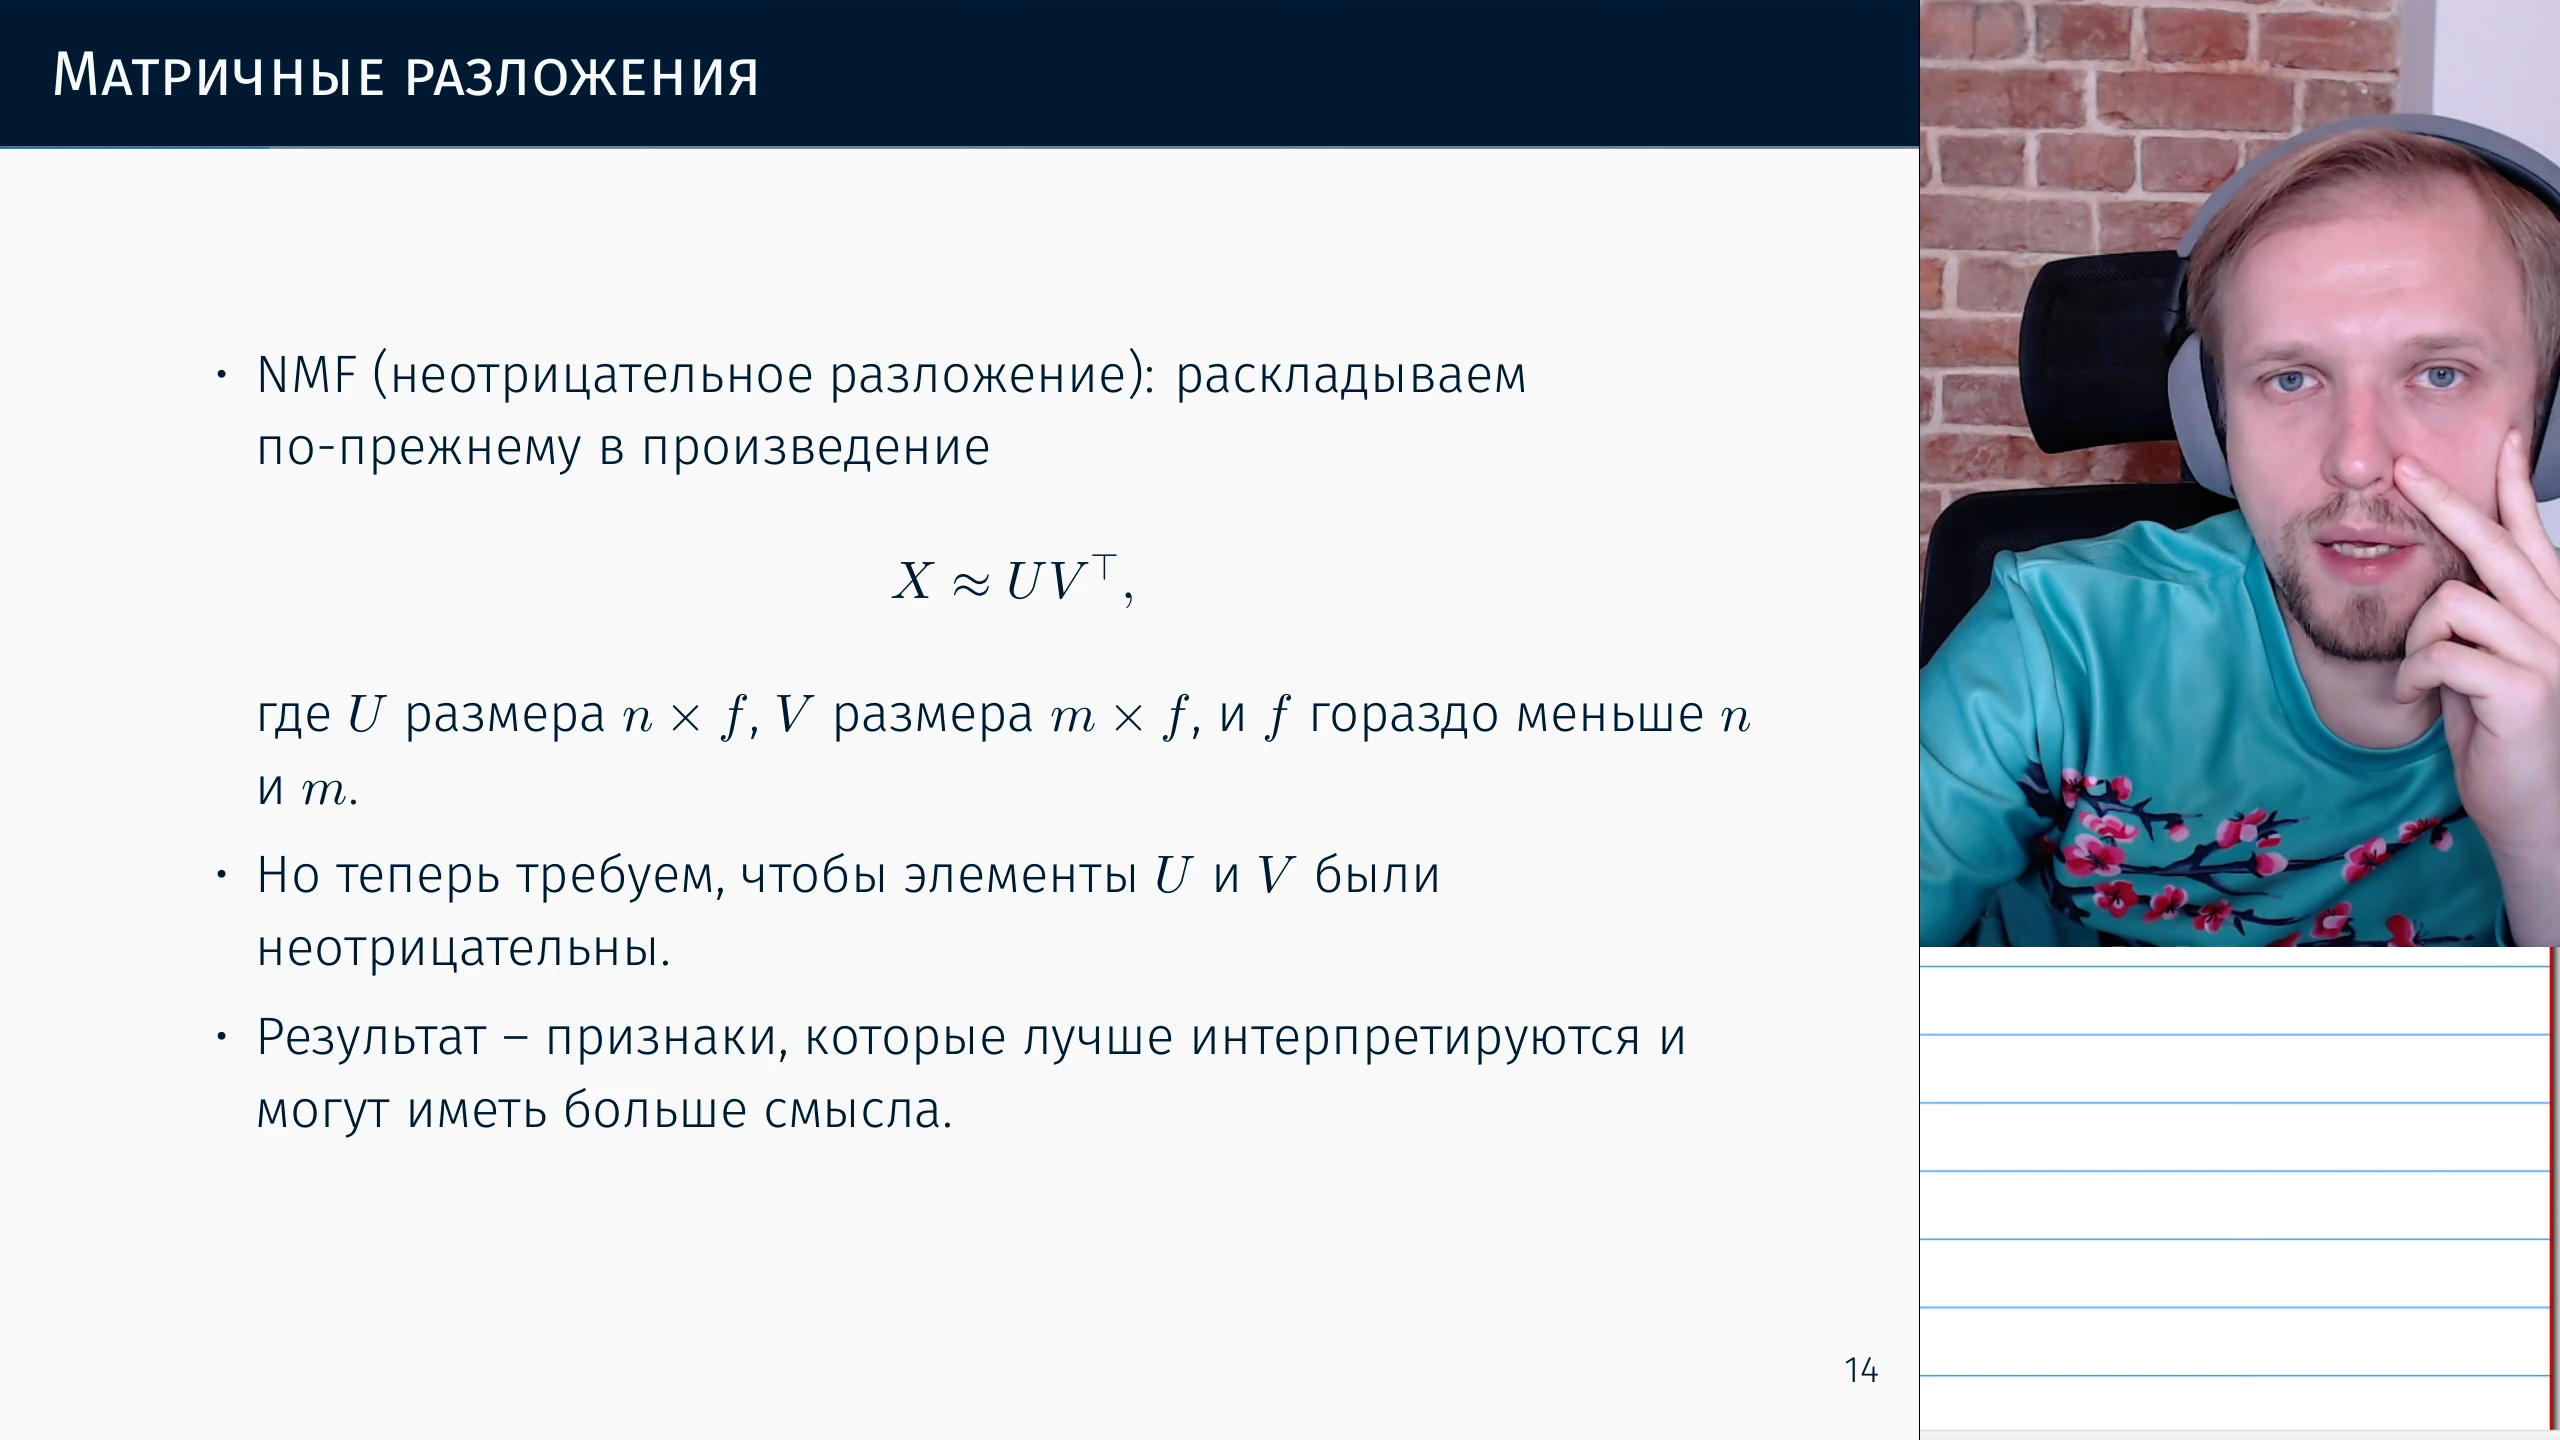 Матричные разложения
• NMF (неотрицательное разложение): раскладываем
по-прежнему в произведение
X ≈ UV⊤,
где U размера n × f, V размера m × f, и f гораздо меньше n
и m.
• Но теперь требуем, чтобы элементы U и V были
неотрицательны.
• Результат – признаки, которые лучше интерпретируются и
могут иметь больше смысла.
14